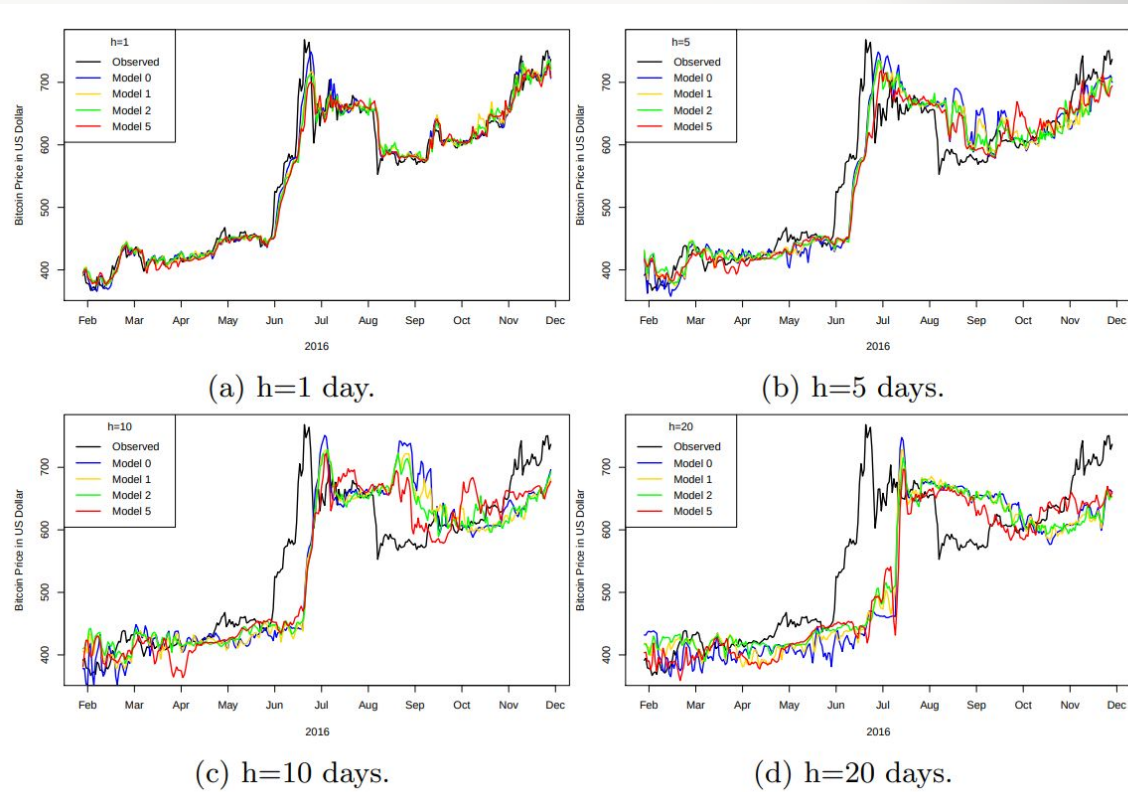 h=1
Observed
Model 0
Model 1
Model 2
Model 5
Bitcoin Price in US Dollar
400 500 600 700
Feb Mar Apr May Jun Jul Aug Sep Oct Nov Dec
2016
(a) h=1 day.
h=5
Observed
Model 0
Model 1
Model 2
Model 5
Bitcoin Price in US Dollar
400 500 600 700
Feb Mar Apr May Jun Jul Aug Sep Oct Nov Dec
2016
(b) h=5 days.
h=10
Observed
Model 0
Model 1
Model 2
Model 5
Bitcoin Price in US Dollar
400 500 600 700
Feb Mar Apr May Jun Jul Aug Sep Oct Nov Dec
2016
(c) h=10 days.
h=20
Observed
Model 0
Model 1
Model 2
Model 5
Bitcoin Price in US Dollar
400 500 600 700
Feb Mar Apr May Jun Jul Aug Sep Oct Nov Dec
2016
(d) h=20 days.